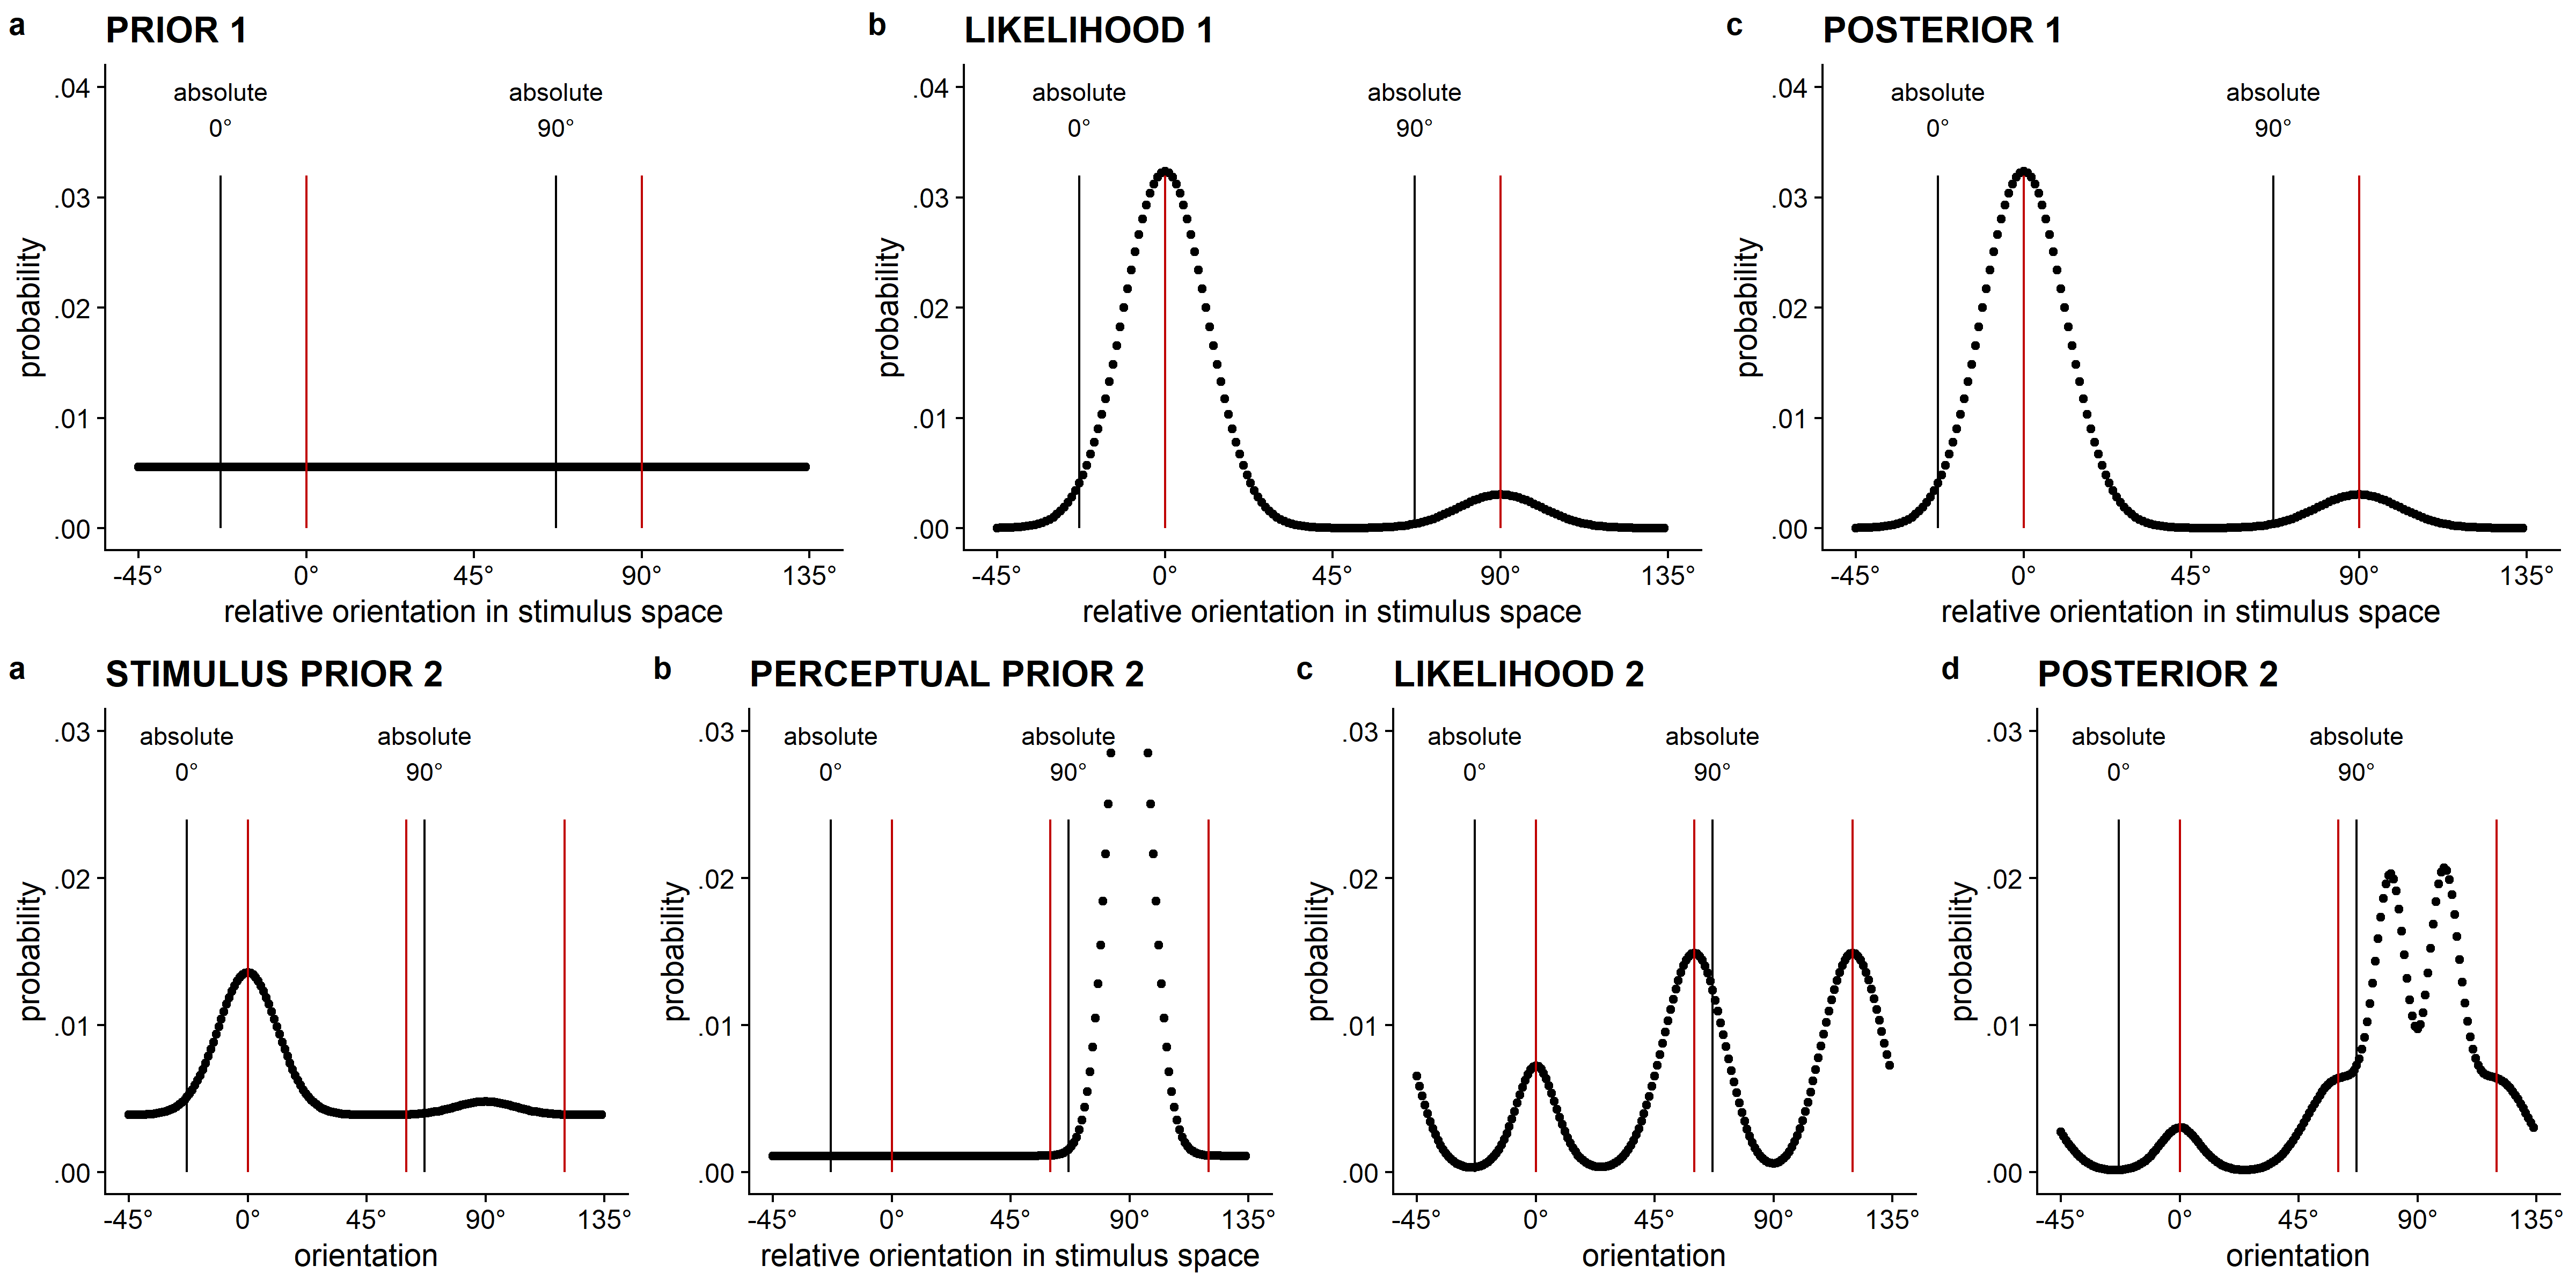 a PRIOR 1
.04
.03
.02
.01
.00
absolute
0°
absolute
90°
probability
-45° 0° 45° 90° 135°
relative orientation in stimulus space
b LIKELIHOOD 1
.04
.03
.02
.01
.00
absolute
0°
absolute
90°
probability
-45° 0° 45° 90° 135°
relative orientation in stimulus space
c POSTERIOR 1
.04
.03
.02
.01
.00
absolute
0°
absolute
90°
probability
-45° 0° 45° 90° 135°
relative orientation in stimulus space
a STIMULUS PRIOR 2
.03
.02
.01
.00
absolute
0°
absolute
90°
probability
-45° 0° 45° 90° 135°
orientation
b PERCEPTUAL PRIOR 2
.03
.02
.01
.00
absolute
0°
absolute
90°
probability
-45° 0° 45° 90° 135°
relative orientation in stimulus space
c LIKELIHOOD 2
.03
.02
.01
.00
absolute
0°
absolute
90°
probability
-45° 0° 45° 90° 135°
orientation
d POSTERIOR 2
.03
.02
.01
.00
absolute
0°
absolute
90°
probability
-45° 0° 45° 90° 135°
orientation